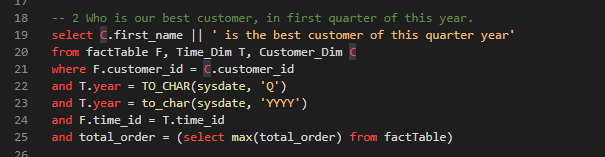 17
18 -- 2 Who is our best customer, in first quarter of this year.
19 select C.first_name || ' is the best customer of this quarter year'
20 from factTable F, Time_Dim T, Customer_Dim C
21 where F.customer_id = C.customer_id
22 and T.year = TO_CHAR(sysdate, 'Q')
23 and T.year = to_char(sysdate, 'YYYY')
24 and F.time_id = T.time_id
25 and total_order = (select max(total_order) from factTable)
26